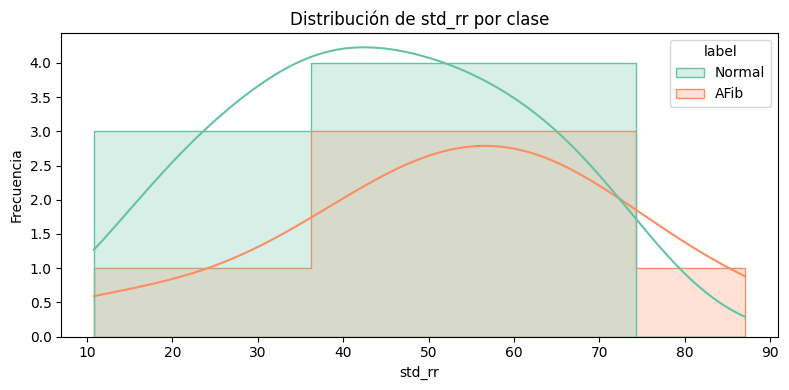 Distribución de std_rr por clase
label
Normal
AFib
Frecuencia
4.0
3.5
3.0
2.5
2.0
1.5
1.0
0.5
0.0
10 20 30 40 50 60 70 80 90
std_rr